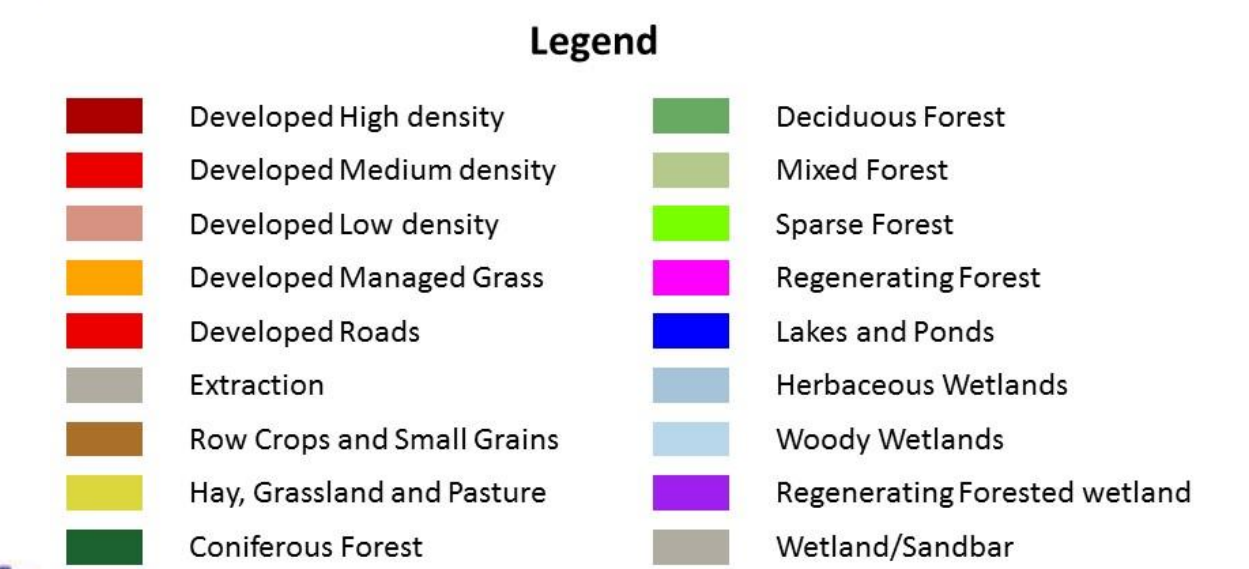 Legend
Developed High density
Developed Medium density
Developed Low density
Developed Managed Grass
Developed Roads
Extraction
Row Crops and Small Grains
Hay, Grassland and Pasture
Coniferous Forest
Deciduous Forest
Mixed Forest
Sparse Forest
Regenerating Forest
Lakes and Ponds
Herbaceous Wetlands
Woody Wetlands
Regenerating Forested wetland
Wetland/Sandbar